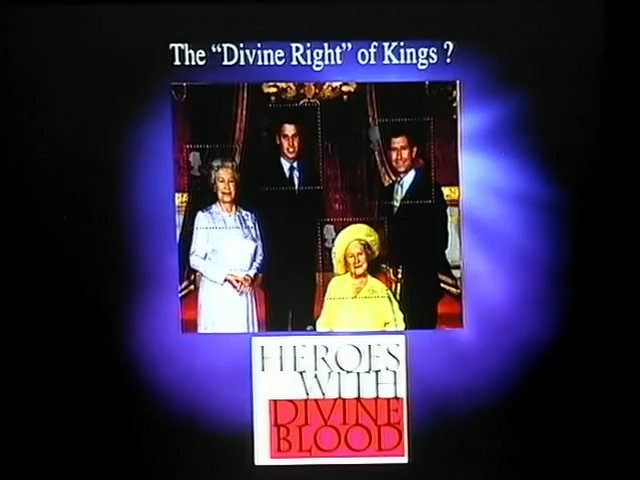 The “Divine Right” of Kings ?
HEROES
WITH
DIVINE
BLOOD